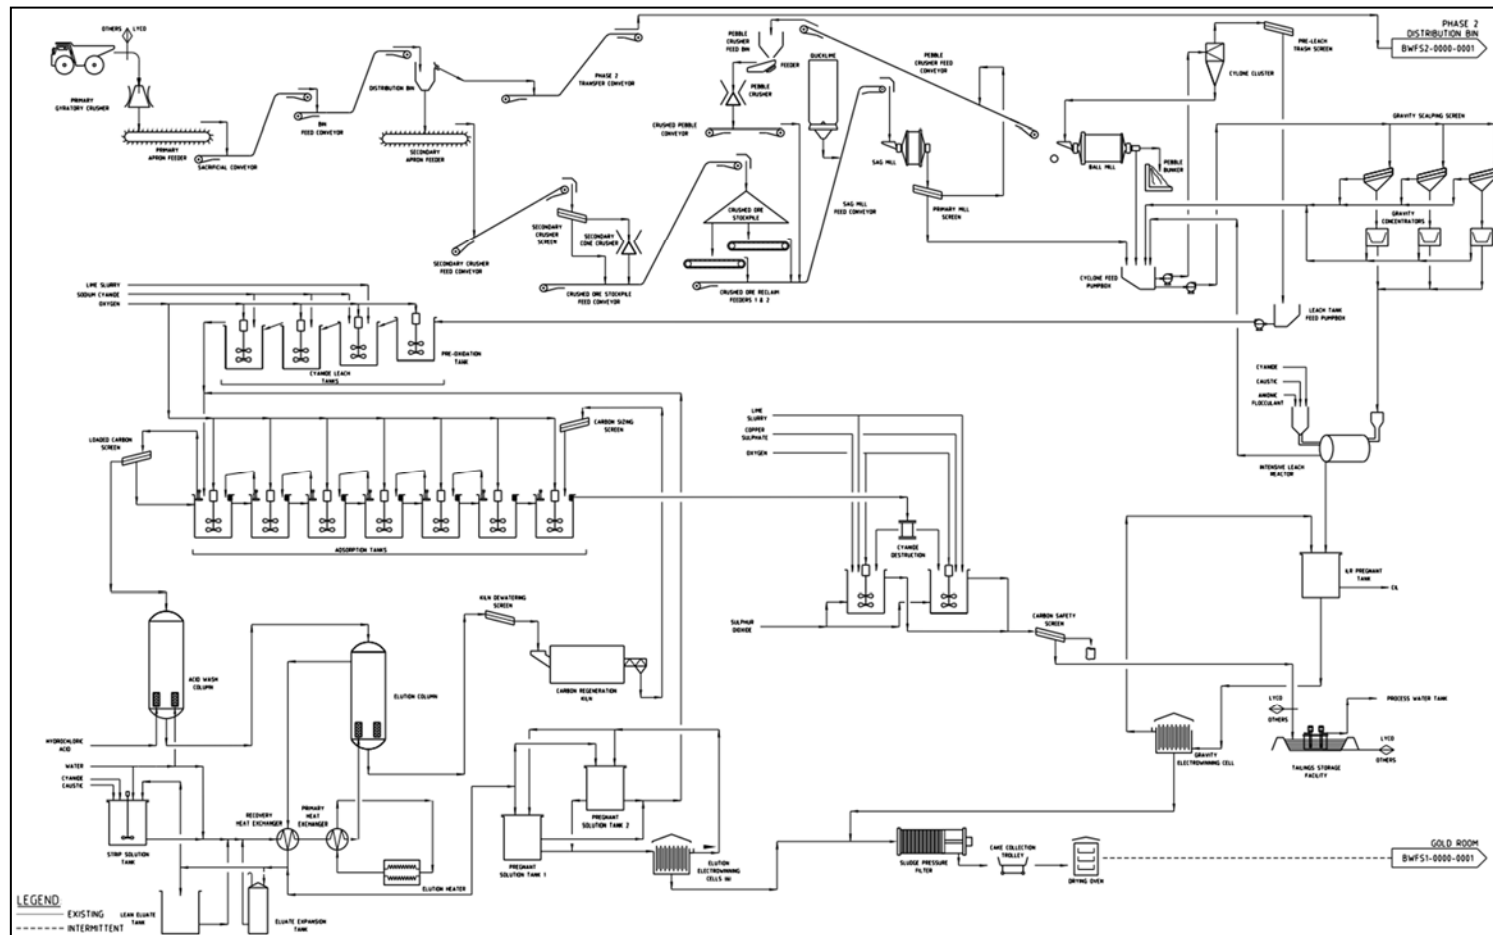 OTHERS
LYCO
PRIMARY
GYRATORY CRUSHER
PRIMARY
APRON FEEDER
SACRIFICIAL CONVEYOR
BIN
FEED CONVEYOR
DISTRIBUTION BIN
SECONDARY
APRON FEEDER
PHASE 2
TRANSFER CONVEYOR
PEBBLE
CRUSHER
FEED BIN
FEEDER
PEBBLE
CRUSHER
CRUSHED PEBBLE
CONVEYOR
QUICKLIME
PEBBLE
CRUSHER FEED
CONVEYOR
CYCLONE CLUSTER
PRE-LEACH
TRASH SCREEN
PHASE 2
DISTRIBUTION BIN
BWFS2-0000-0001
SECONDARY CRUSHER
FEED CONVEYOR
SECONDARY
CRUSHER
SCREEN
SECONDARY
CONE CRUSHER
CRUSHED ORE STOCKPILE
FEED CONVEYOR
CRUSHED ORE
STOCKPILE
CRUSHED ORE RECLAIM
FEEDERS 1 & 2
SAG MILL
FEED CONVEYOR
SAG MILL
PRIMARY MILL
SCREEN
BALL MILL
PEBBLE
BUNKER
GRAVITY SCALPING SCREEN
GRAVITY
CONCENTRATORS
CYCLONE FEED
PUMPBOX
LEACH TANK
FEED PUMPBOX
LIME SLURRY
SODIUM CYANIDE
OXYGEN
PRE-OXIDATION
TANK
CYANIDE LEACH
TANKS
LOADED CARBON
SCREEN
CARBON SIZING
SCREEN
ADSORPTION TANKS
LIME
SLURRY
COPPER
SULPHATE
OXYGEN
CYANIDE
DESTRUCTION
SULPHUR
DIOXIDE
CARBON SAFETY
SCREEN
CYANIDE
CAUSTIC
ANIONIC
FLOCCULANT
INTENSIVE LEACH
REACTOR
ILR PREGNANT
TANK
CIL
ACID WASH
COLUMN
ELUTION COLUMN
KILN DEWATERING
SCREEN
CARBON REGENERATION
KILN
HYDROCHLORIC
ACID
WATER
CYANIDE
CAUSTIC
STRIP SOLUTION
TANK
RECOVERY
HEAT EXCHANGER
PRIMARY
HEAT
EXCHANGER
ELUTION HEATER
LEAN ELUATE
TANK
ELUATE EXPANSION
TANK
PREGNANT
SOLUTION TANK 1
PREGNANT
SOLUTION TANK 2
ELUTION
ELECTROWINNING
CELLS (6)
GRAVITY
ELECTROWINNING CELL
LYCO
OTHERS
PROCESS WATER TANK
LYCO
OTHERS
TAILINGS STORAGE
FACILITY
SLUDGE PRESSURE
FILTER
CAKE COLLECTION
TROLLEY
DRYING OVEN
GOLD ROOM
BWFS1-0000-0001
LEGEND:
EXISTING
INTERMITTENT